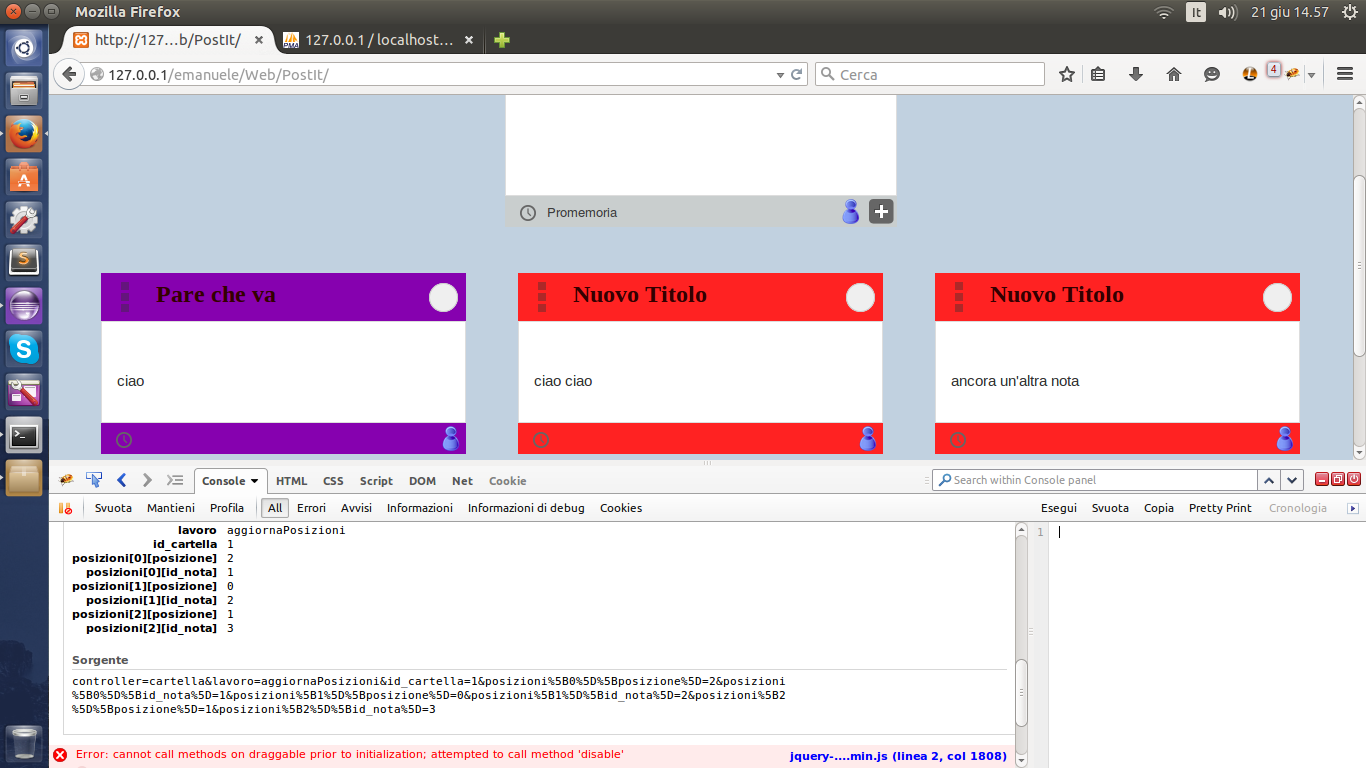 Mozilla Firefox
It
21 giu 14.57
http://127…b/PostIt/
PMA
127.0.0.1 / localhost…
127.0.0.1/emanuele/Web/PostIt/
Cerca
4
Promemoria
Pare che va
Nuovo Titolo
Nuovo Titolo
ciao
ciao ciao
ancora un'altra nota
Console
HTML
CSS
Script
DOM
Net
Cookie
Search within Console panel
Svuota
Mantieni
Profila
All
Errori
Avvisi
Informazioni
Informazioni di debug
Cookies
Esegui
Svuota
Copia
Pretty Print
Cronologia
lavoro aggiornaPosizioni
id_cartella 1
posizioni[0][posizione] 2
posizioni[0][id_nota] 1
posizioni[1][posizione] 0
posizioni[1][id_nota] 2
posizioni[2][posizione] 1
posizioni[2][id_nota] 3
Sorgente
controller=cartella&lavoro=aggiornaPosizioni&id_cartella=1&posizioni%5B0%5D%5Bposizione%5D=2&posizioni
%5B0%5D%5Bid_nota%5D=1&posizioni%5B1%5D%5Bposizione%5D=0&posizioni%5B1%5D%5Bid_nota%5D=2&posizioni%5B2
%5D%5Bposizione%5D=1&posizioni%5B2%5D%5Bid_nota%5D=3
Error: cannot call methods on draggable prior to initialization; attempted to call method 'disable'
jquery-....min.js (linea 2, col 1808)
1